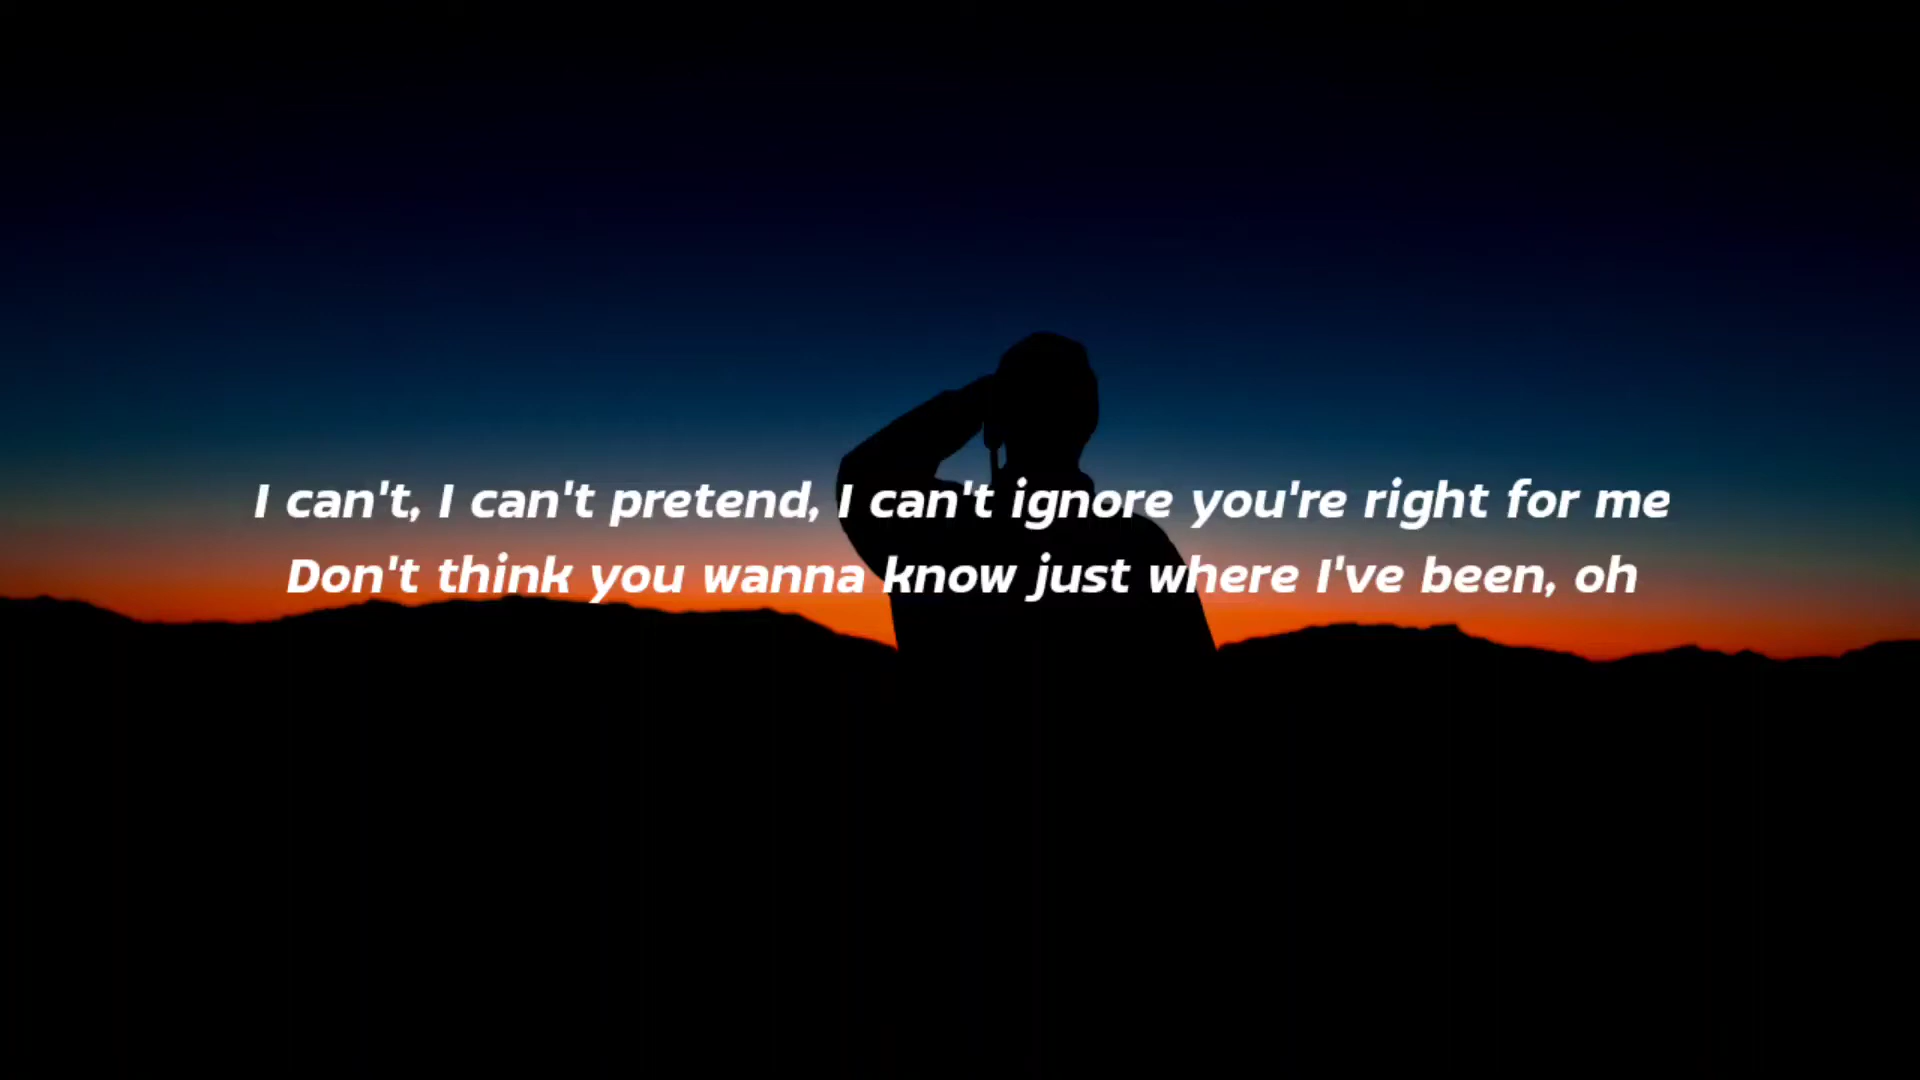 I can't, I can't pretend, I can't ignore you're right for me
Don't think you wanna know just where I've been, oh